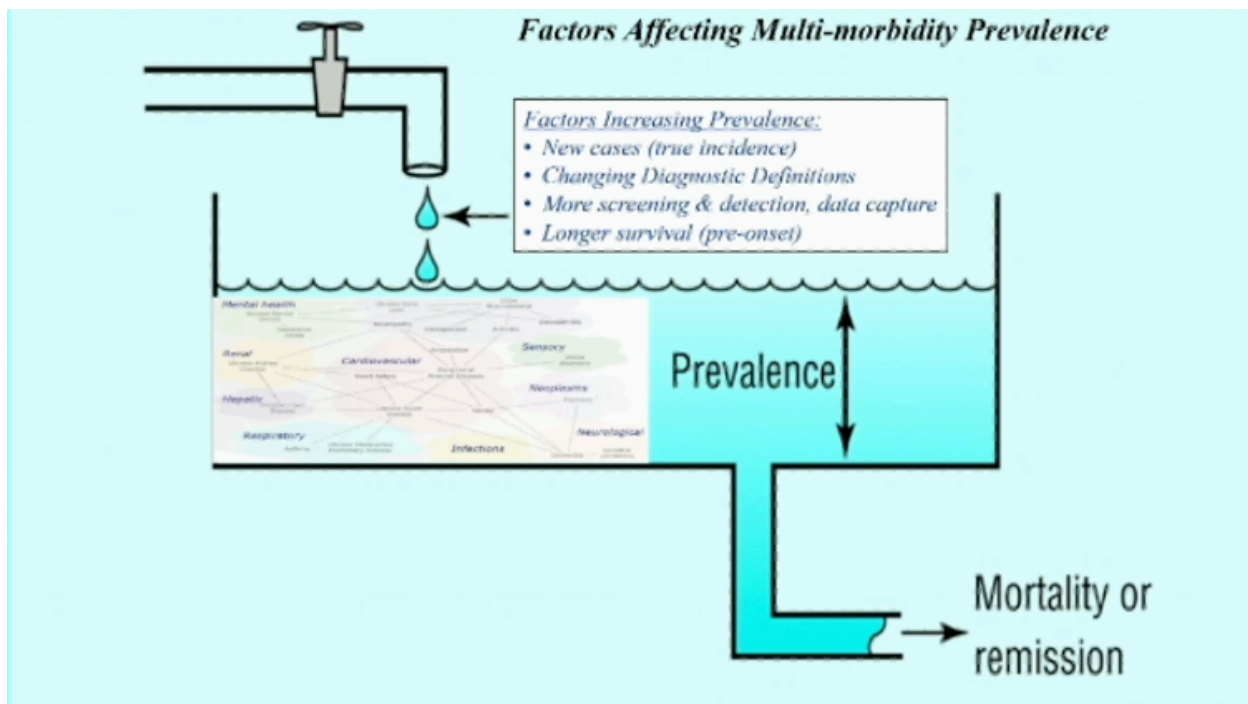 Factors Affecting Multi-morbidity Prevalence
Factors Increasing Prevalence:
• New cases (true incidence)
• Changing Diagnostic Definitions
• More screening & detection, data capture
• Longer survival (pre-onset)
Mental health
Renal
Cardiovascular
Sensory
Hepatic
Neoplasms
Respiratory
Infections
Neurological
Prevalence
Mortality or
remission